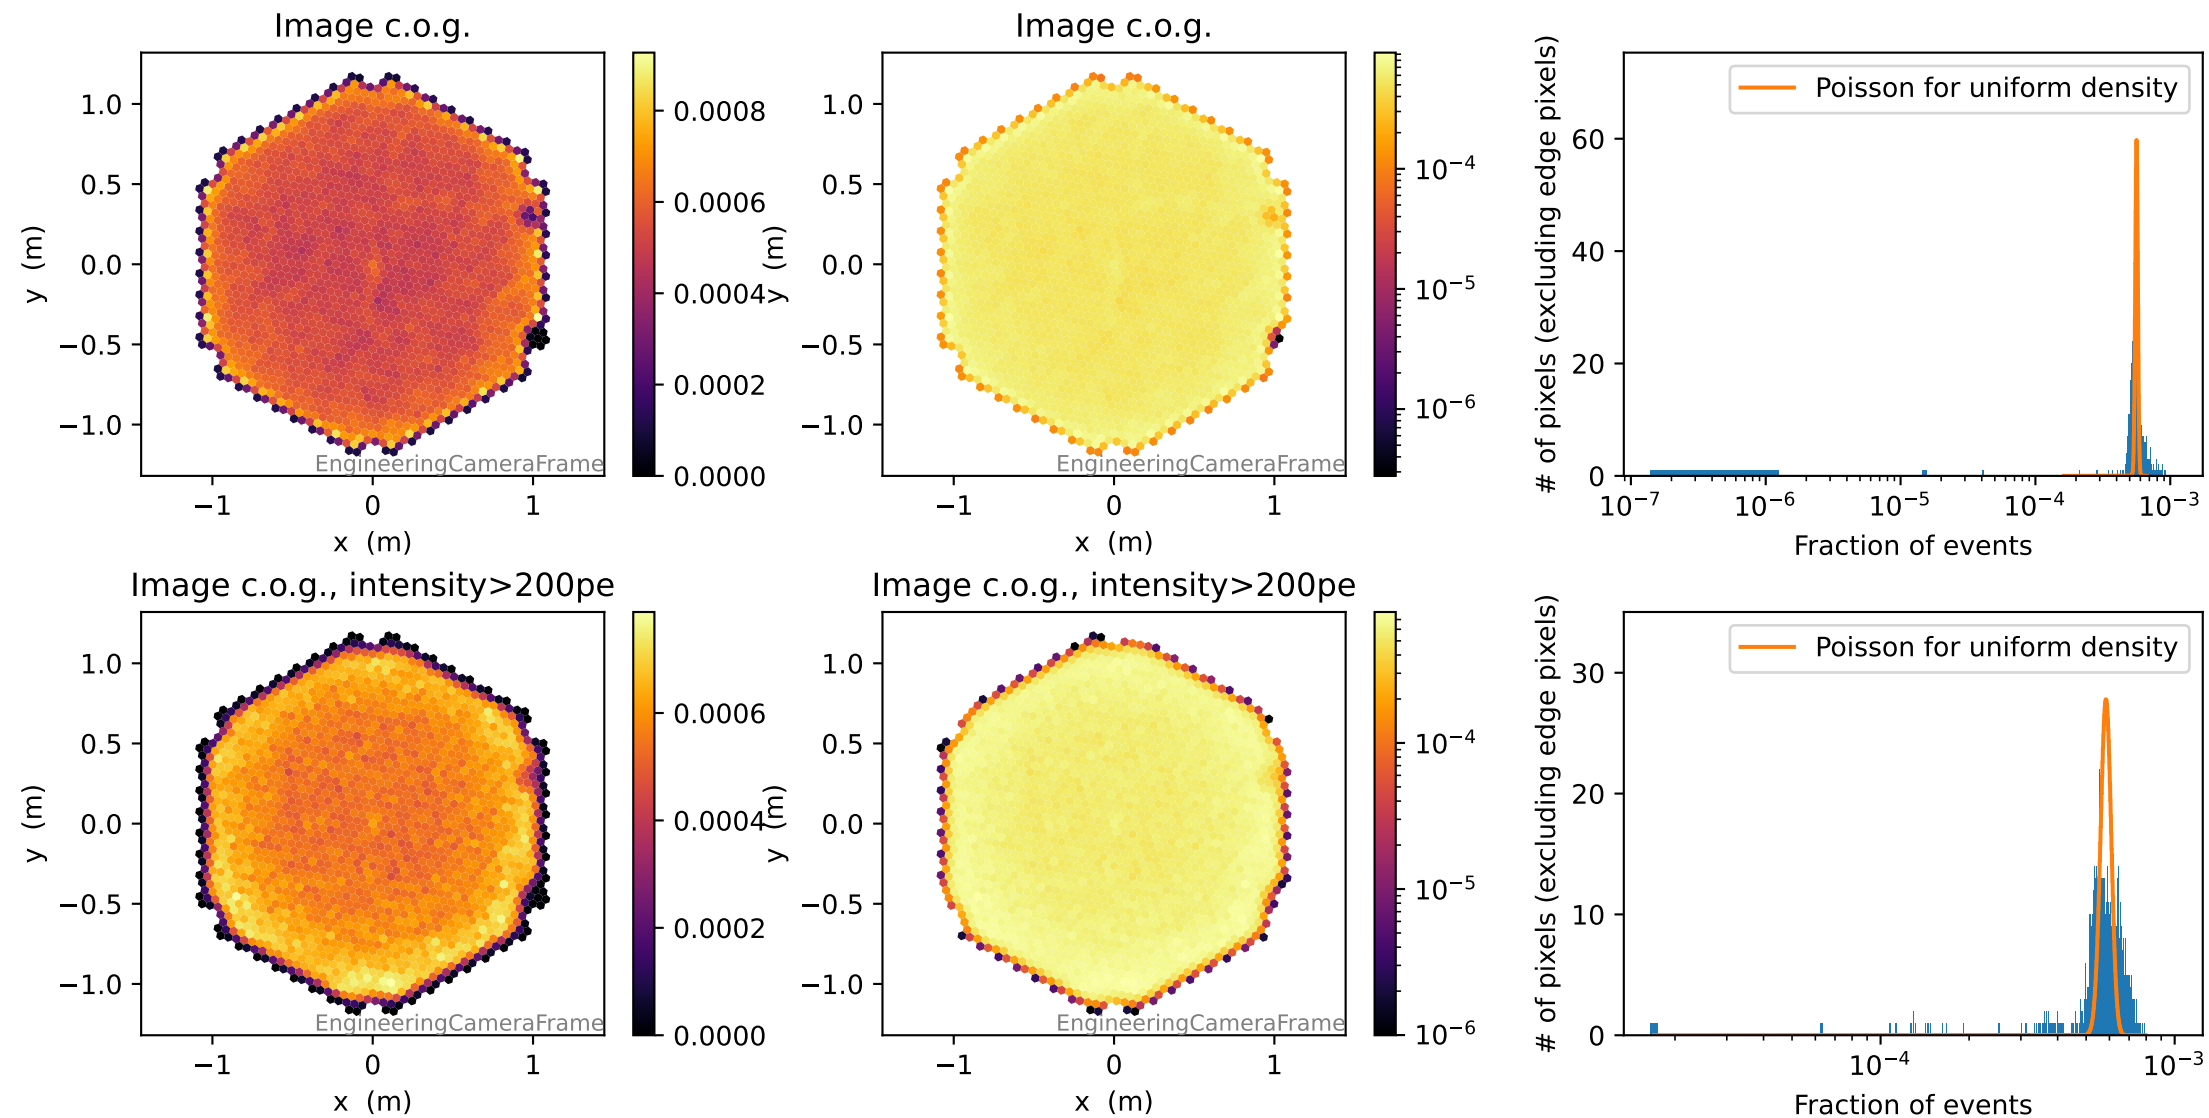 Image c.o.g.
1.0
0.5
0.0
−0.5
−1.0
y (m)
−1
0
1
x (m)
EngineeringCameraFrame
0.0008
0.0006
0.0004
0.0002
0.0000
Image c.o.g.
1.0
0.5
0.0
−0.5
−1.0
y (m)
−1
0
1
x (m)
EngineeringCameraFrame
10⁻⁴
10⁻⁵
10⁻⁶
Poisson for uniform density
# of pixels (excluding edge pixels)
60
40
20
0
10⁻⁷
10⁻⁶
10⁻⁵
10⁻⁴
10⁻³
Fraction of events
Image c.o.g., intensity>200pe
1.0
0.5
0.0
−0.5
−1.0
y (m)
−1
0
1
x (m)
EngineeringCameraFrame
0.0006
0.0004
0.0002
0.0000
Image c.o.g., intensity>200pe
1.0
0.5
0.0
−0.5
−1.0
y (m)
−1
0
1
x (m)
EngineeringCameraFrame
10⁻⁴
10⁻⁵
10⁻⁶
Poisson for uniform density
# of pixels (excluding edge pixels)
30
20
10
0
10⁻⁴
10⁻³
Fraction of events